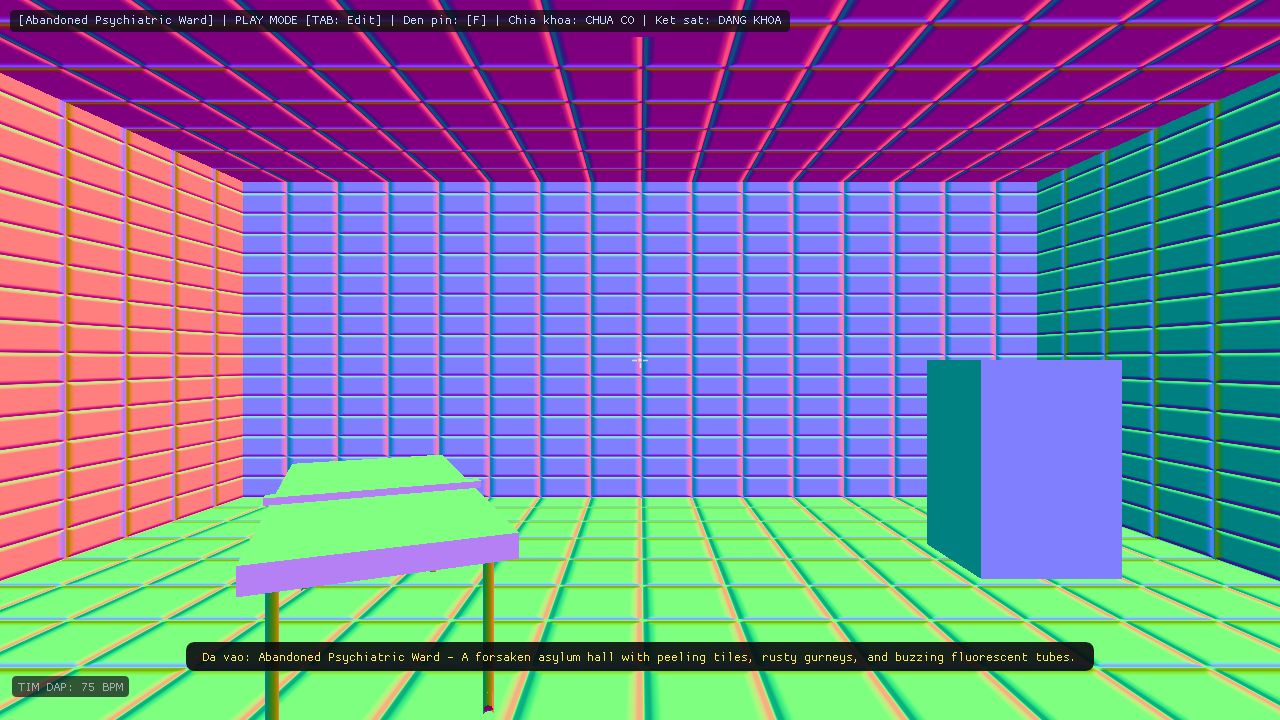 [Abandoned Psychiatric Ward] | PLAY MODE [TAB: Edit] | Den pin: [F] | Chia khoa: CHUA CO | Ket sat: DANG KHOA
Da vao: Abandoned Psychiatric Ward — A forsaken asylum hall with peeling tiles, rusty gurneys, and buzzing fluorescent tubes.
TIM DAP: 75 BPM